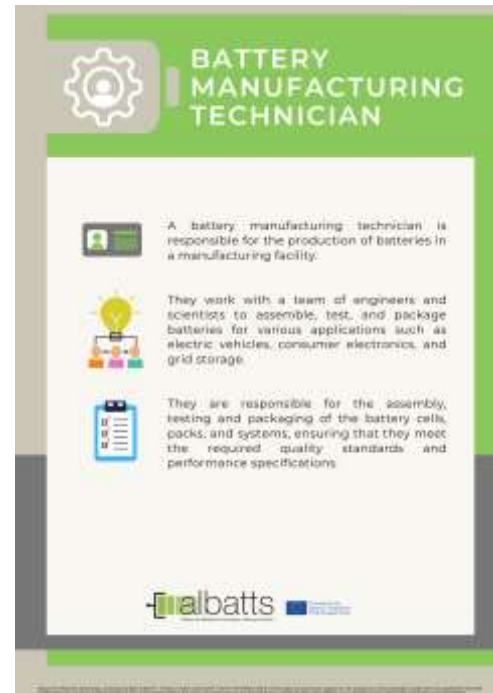 BATTERY
MANUFACTURING
TECHNICIAN
A battery manufacturing technician is
responsible for the production of batteries in
a manufacturing facility.
They work with a team of engineers and
scientists to assemble, test, and package
batteries for various applications such as
electric vehicles, consumer electronics, and
grid storage.
They are responsible for the assembly,
testing and packaging of the battery cells,
packs, and systems, ensuring that they meet
the required quality standards and
performance specifications.
albatts